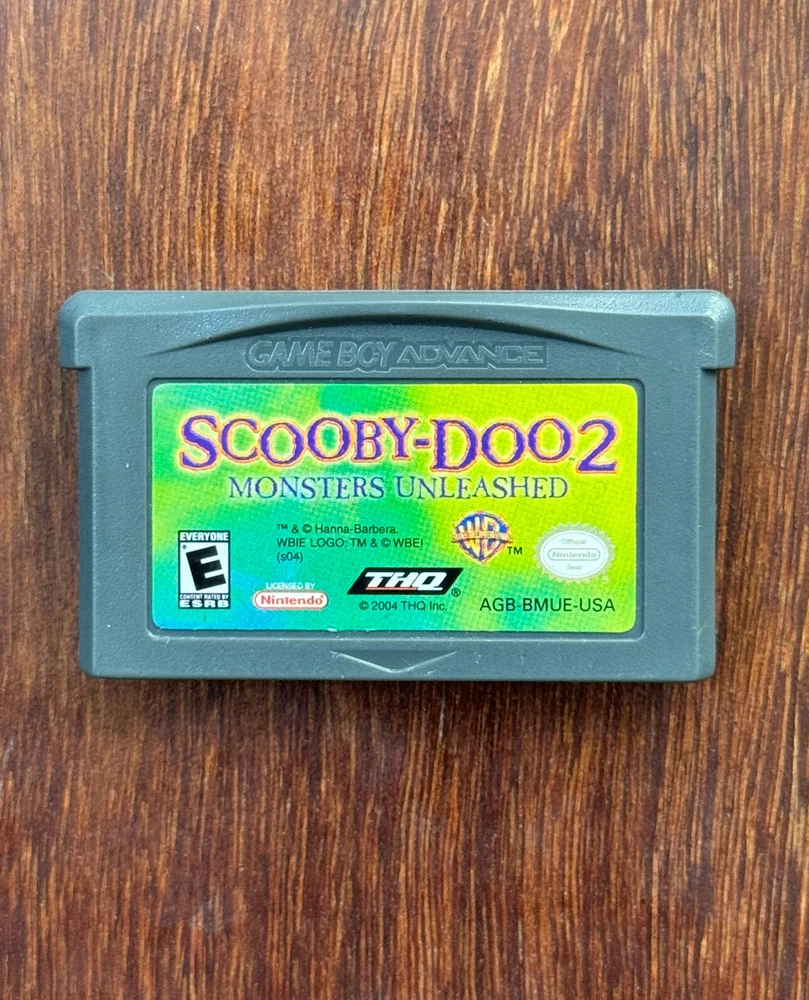 GAME BOY ADVANCE
SCOOBY-DOO 2
MONSTERS UNLEASHED
™ & © Hanna-Barbera.
WBIE LOGO: TM & © WBEI
(s04)
™
Official
Nintendo
Seal
EVERYONE
E
CONTENT RATED BY
ESRB
LICENSED BY
Nintendo®
THQ®
© 2004 THQ Inc.
AGB-BMUE-USA